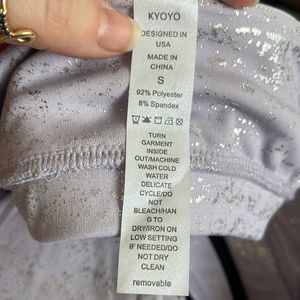 KYOYO
DESIGNED IN
USA
MADE IN
CHINA
S
92% Polyester
8% Spandex
TURN
GARMENT
INSIDE
OUT/MACHINE
WASH COLD
WATER
DELICATE
CYCLE/DO
NOT
BLEACH/HAN
G TO
DRY/IRON ON
LOW SETTING
IF NEEDED/DO
NOT DRY
CLEAN
removable